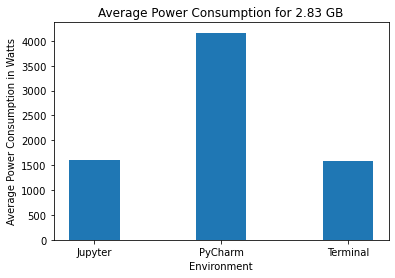 Average Power Consumption for 2.83 GB
Average Power Consumption in Watts
4000
3500
3000
2500
2000
1500
1000
500
0
Jupyter PyCharm Terminal
Environment